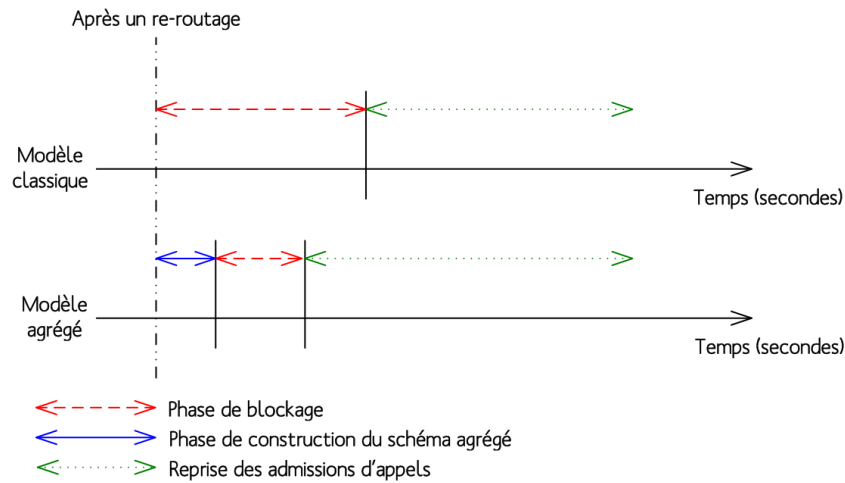 Après un re-routage
Modèle
classique
Temps (secondes)
Modèle
agrégé
Temps (secondes)
Phase de blockage
Phase de construction du schéma agrégé
Reprise des admissions d'appels